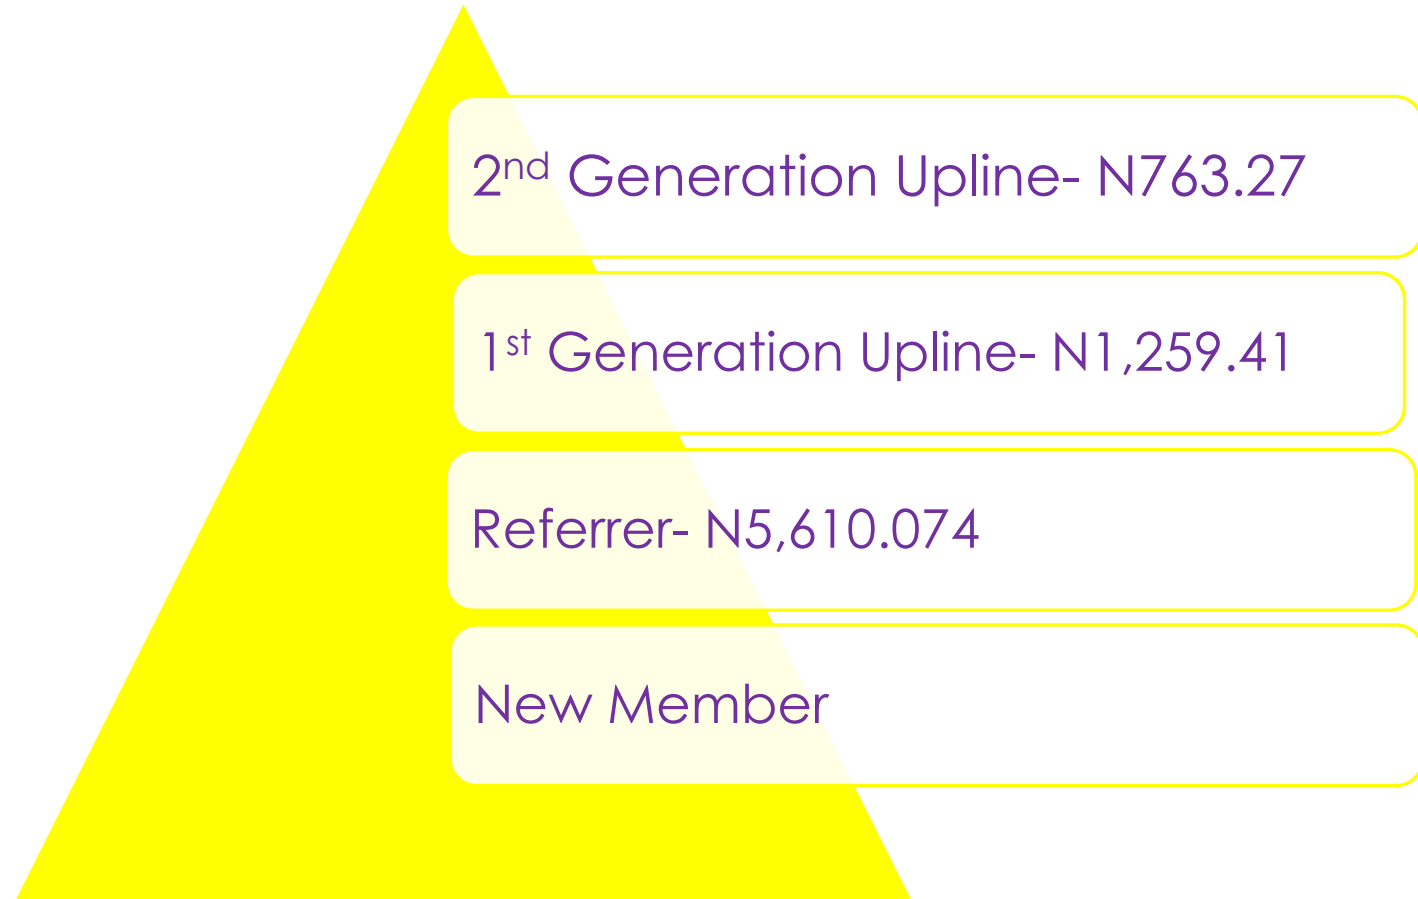 2nd Generation Upline- N763.27
1st Generation Upline- N1,259.41
Referrer- N5,610.074
New Member